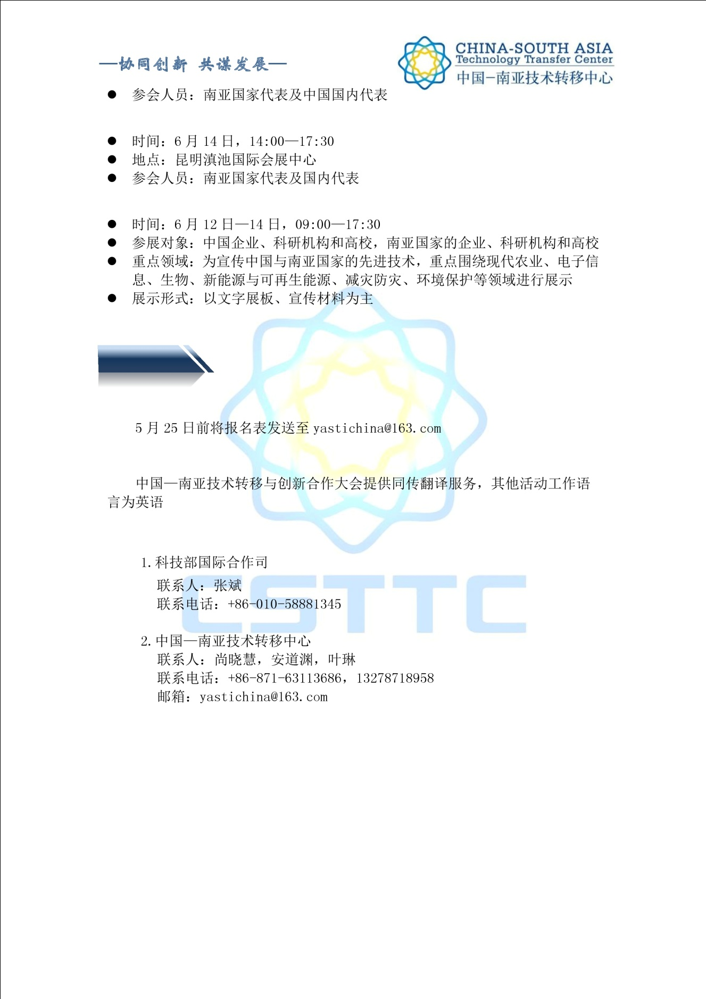 —协同创新 共谋发展—
CHINA-SOUTH ASIA
Technology Transfer Center
中国-南亚技术转移中心
● 参会人员：南亚国家代表及中国国内代表
● 时间：6 月 14 日，14:00—17:30
● 地点：昆明滇池国际会展中心
● 参会人员：南亚国家代表及国内代表
● 时间：6 月 12 日—14 日，09:00—17:30
● 参展对象：中国企业、科研机构和高校，南亚国家的企业、科研机构和高校
● 重点领域：为宣传中国与南亚国家的先进技术，重点围绕现代农业、电子信
息、生物、新能源与可再生能源、减灾防灾、环境保护等领域进行展示
● 展示形式：以文字展板、宣传材料为主
5 月 25 日前将报名表发送至 yastichina@163.com
中国—南亚技术转移与创新合作大会提供同传翻译服务，其他活动工作语
言为英语
1.科技部国际合作司
联系人：张斌
联系电话：+86-010-58881345
CSTTC
2.中国—南亚技术转移中心
联系人：尚晓慧，安道渊，叶琳
联系电话：+86-871-63113686，13278718958
邮箱：yastichina@163.com